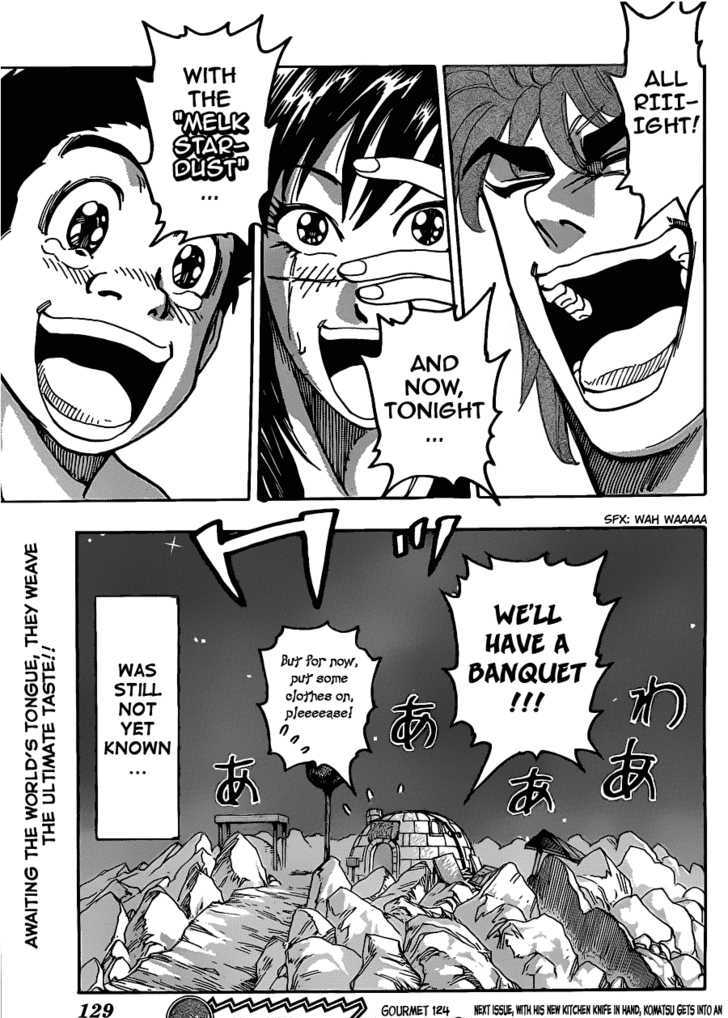 ALL
RIII-
IGHT!
AND
NOW,
TONIGHT
...
WITH
THE
"MELK
STAR-
DUST"
...
SFX: WAH WAAAAA
WE'LL
HAVE A
BANQUET
!!!
But for now,
put some
clothes on,
pleeeease!
わ
あ
あ
あ
あ
WAS
STILL
NOT
YET
KNOWN
...
AWAITING THE WORLD'S TONGUE, THEY WEAVE
THE ULTIMATE TASTE!!
129
GOURMET 124
NEXT ISSUE, WITH HIS NEW KITCHEN KNIFE IN HAND, KOMATSU GETS INTO AN